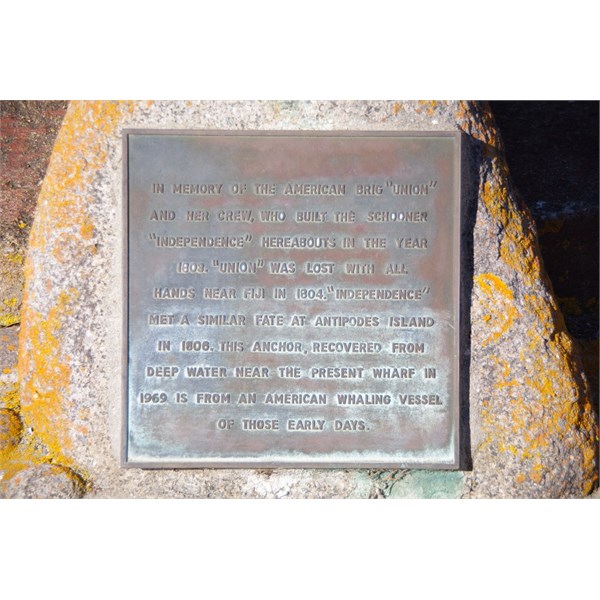 IN MEMORY OF THE AMERICAN BRIG "UNION"
AND HER CREW, WHO BUILT THE SCHOONER
"INDEPENDENCE" HEREABOUTS IN THE YEAR
1803. "UNION" WAS LOST WITH ALL
HANDS NEAR FIJI IN 1804. "INDEPENDENCE"
MET A SIMILAR FATE AT ANTIPODES ISLAND
IN 1806. THIS ANCHOR, RECOVERED FROM
DEEP WATER NEAR THE PRESENT WHARF IN
1969 IS FROM AN AMERICAN WHALING VESSEL
OF THOSE EARLY DAYS.